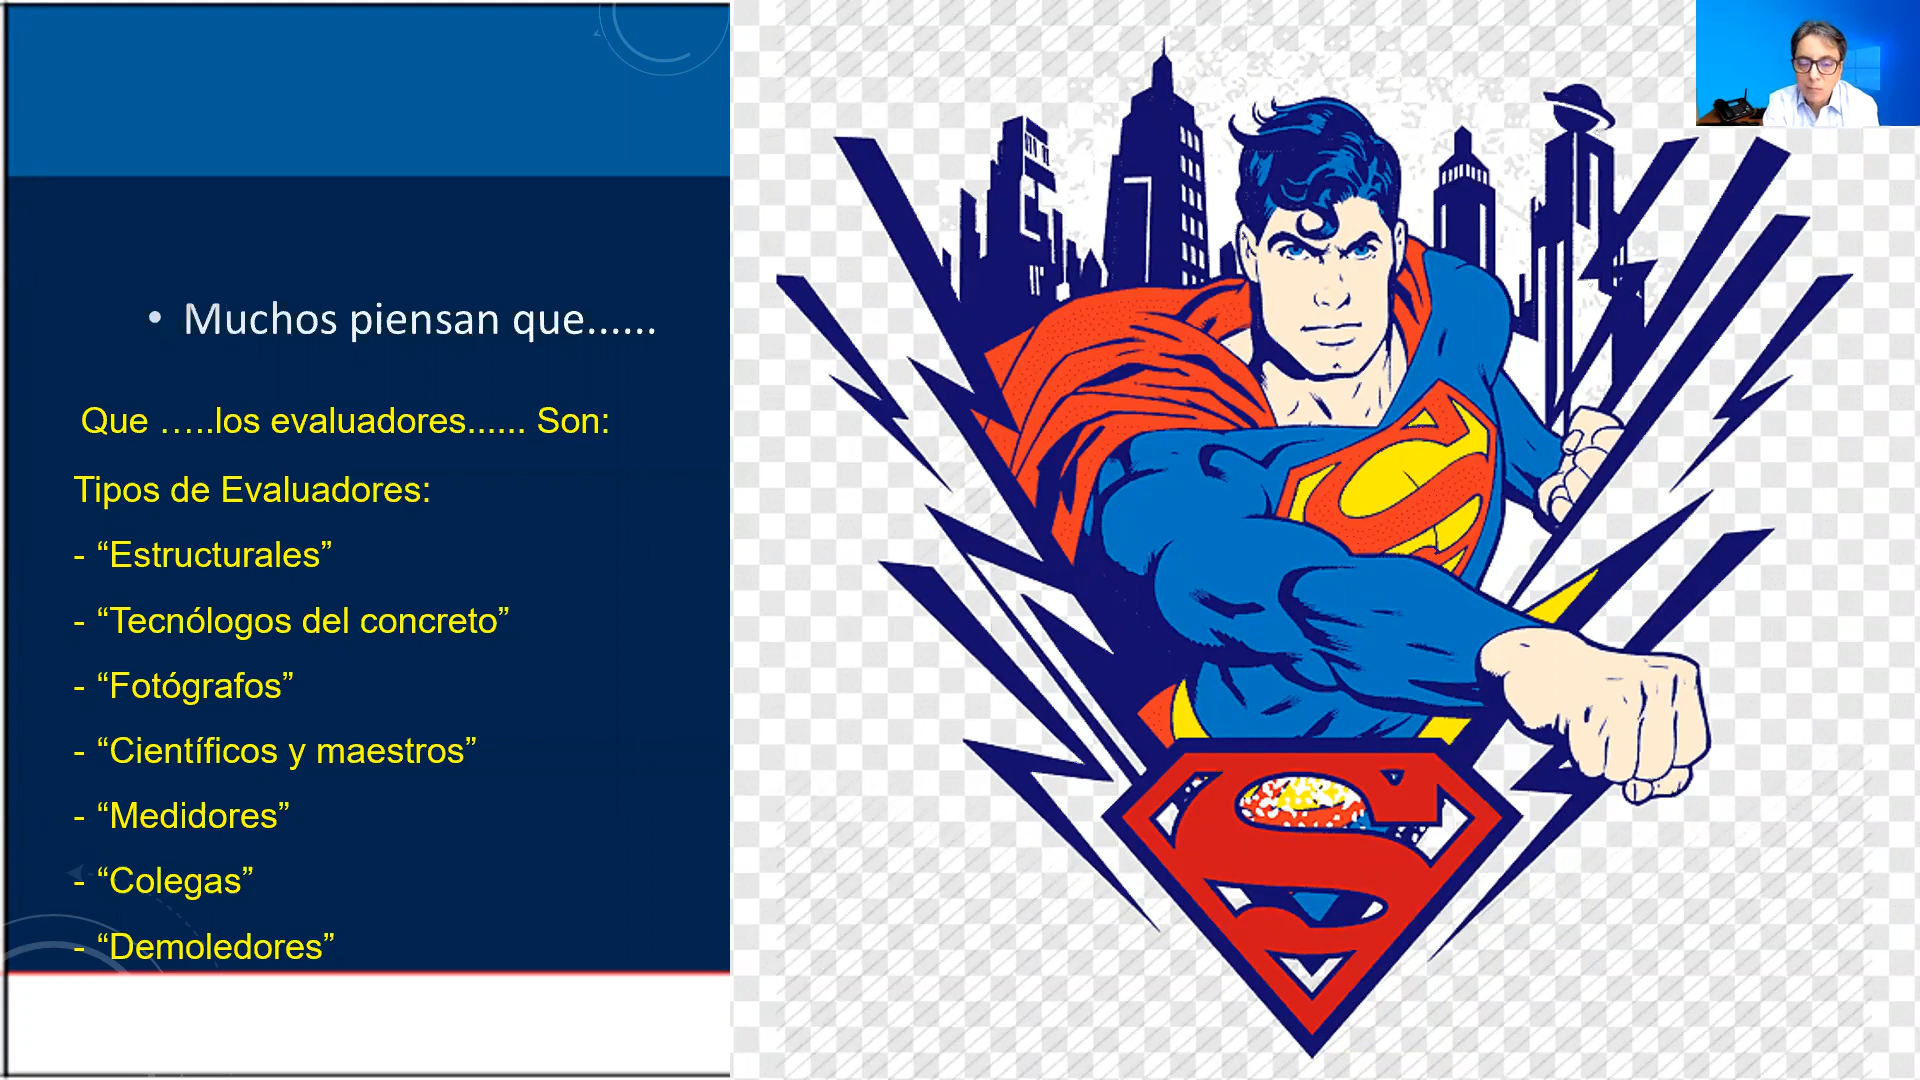 • Muchos piensan que......
Que …..los evaluadores...... Son:
Tipos de Evaluadores:
- “Estructurales”
- “Tecnólogos del concreto”
- “Fotógrafos”
- “Científicos y maestros”
- “Medidores”
- “Colegas”
- “Demoledores”
S
S